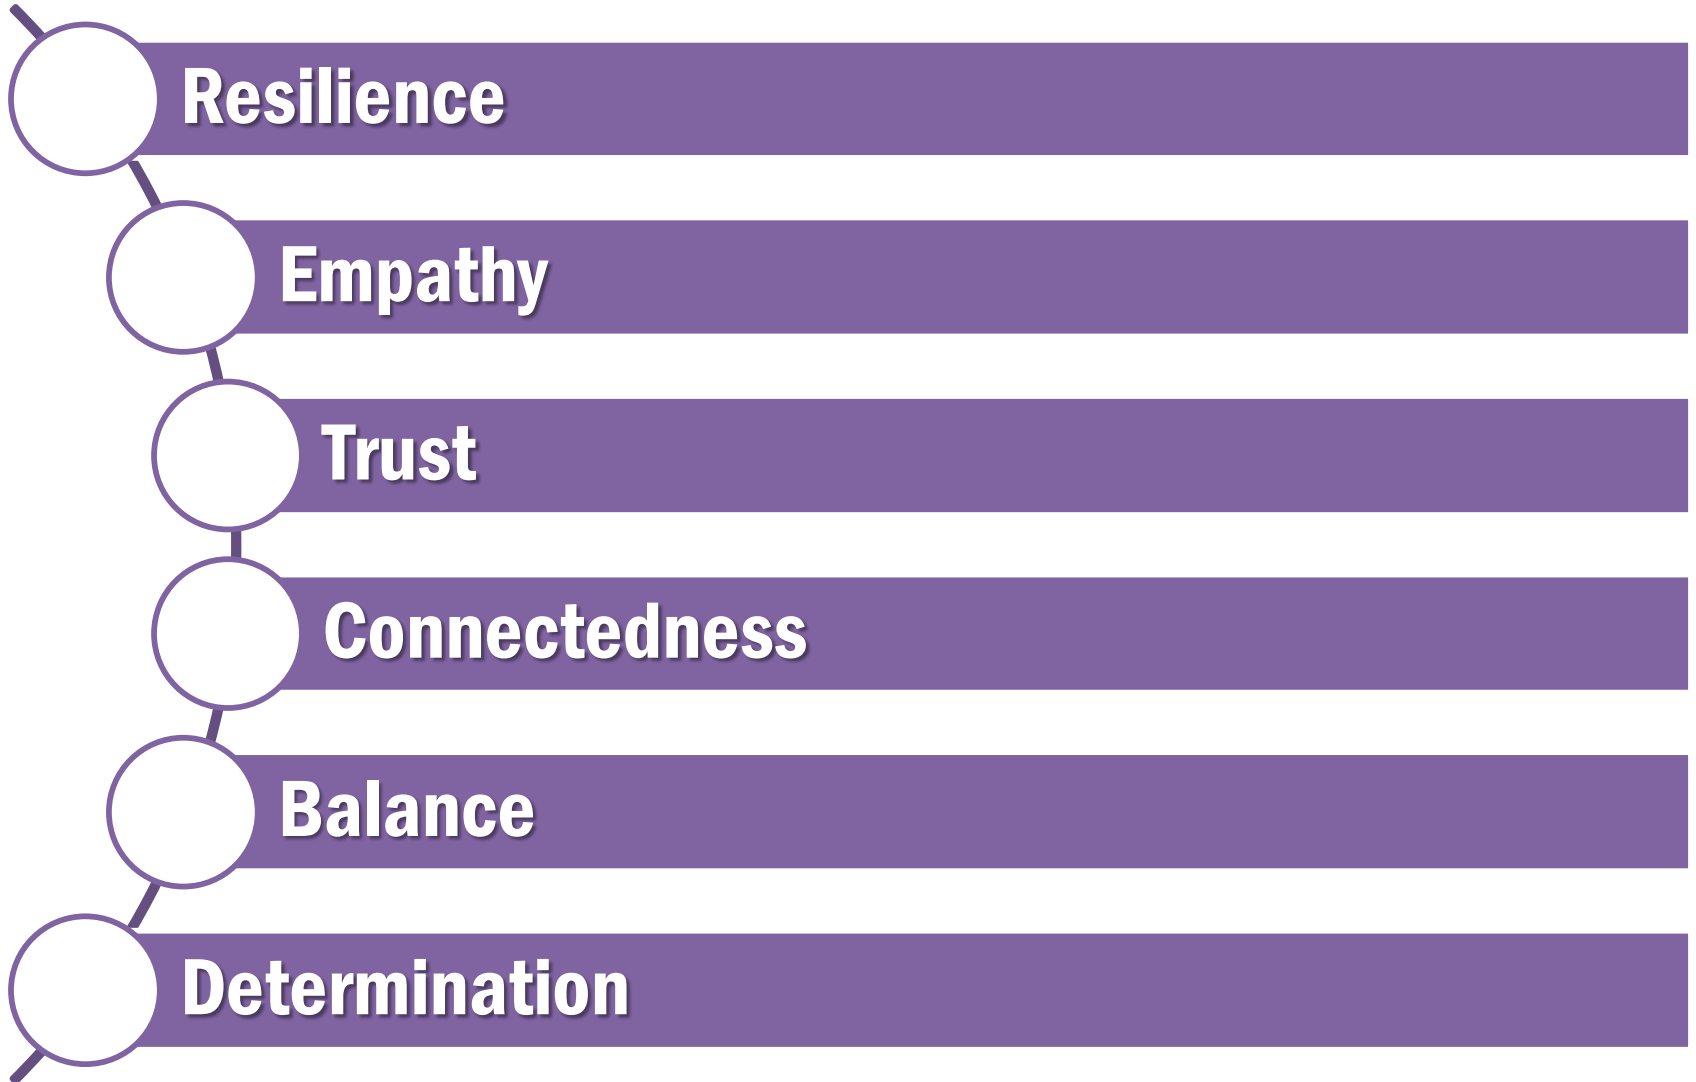 Resilience
Empathy
Trust
Connectedness
Balance
Determination